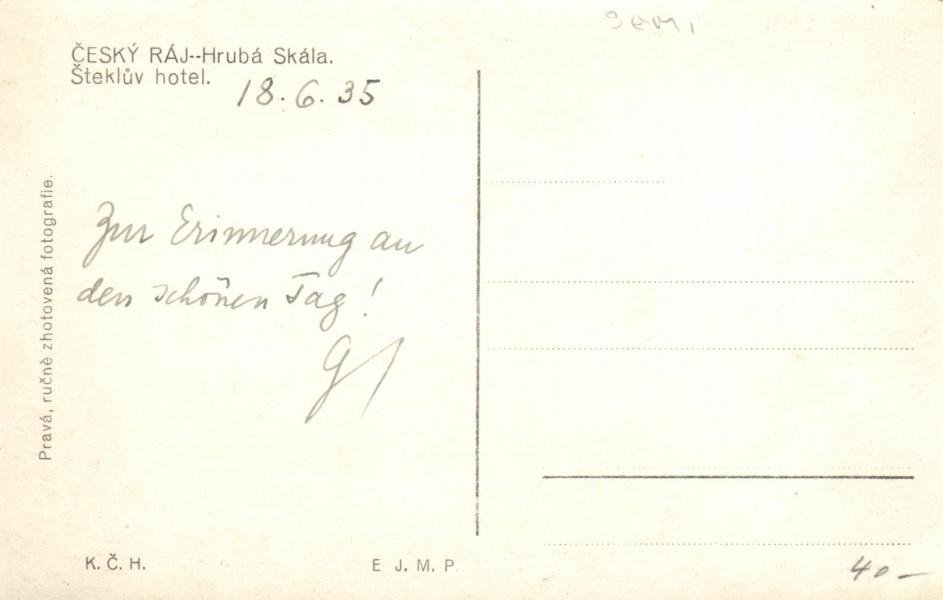 ČESKÝ RÁJ--Hrubá Skála.
Šteklův hotel.
18.6.35
Zur Erinnerung an
den schönen Tag!
Pravá, ručně zhotovená fotografie.
K. Č. H.
E J. M. P.
40 –